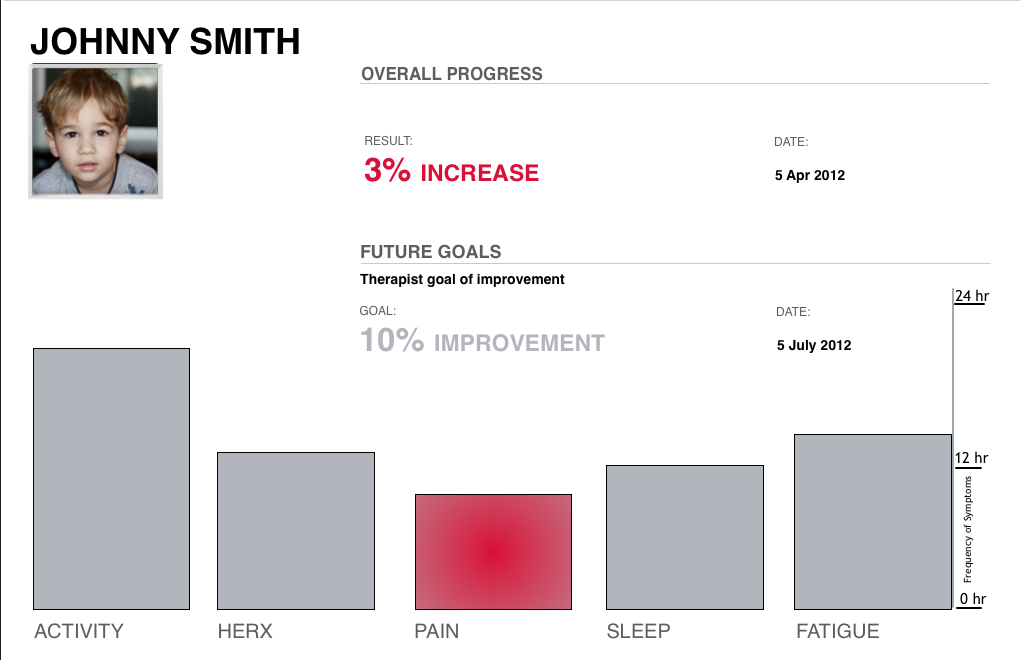 JOHNNY SMITH
OVERALL PROGRESS
RESULT:
DATE:
3% INCREASE
5 Apr 2012
FUTURE GOALS
Therapist goal of improvement
24 hr
GOAL:
DATE:
10% IMPROVEMENT
5 July 2012
12 hr
Frequency of Symptoms
0 hr
ACTIVITY
HERX
PAIN
SLEEP
FATIGUE